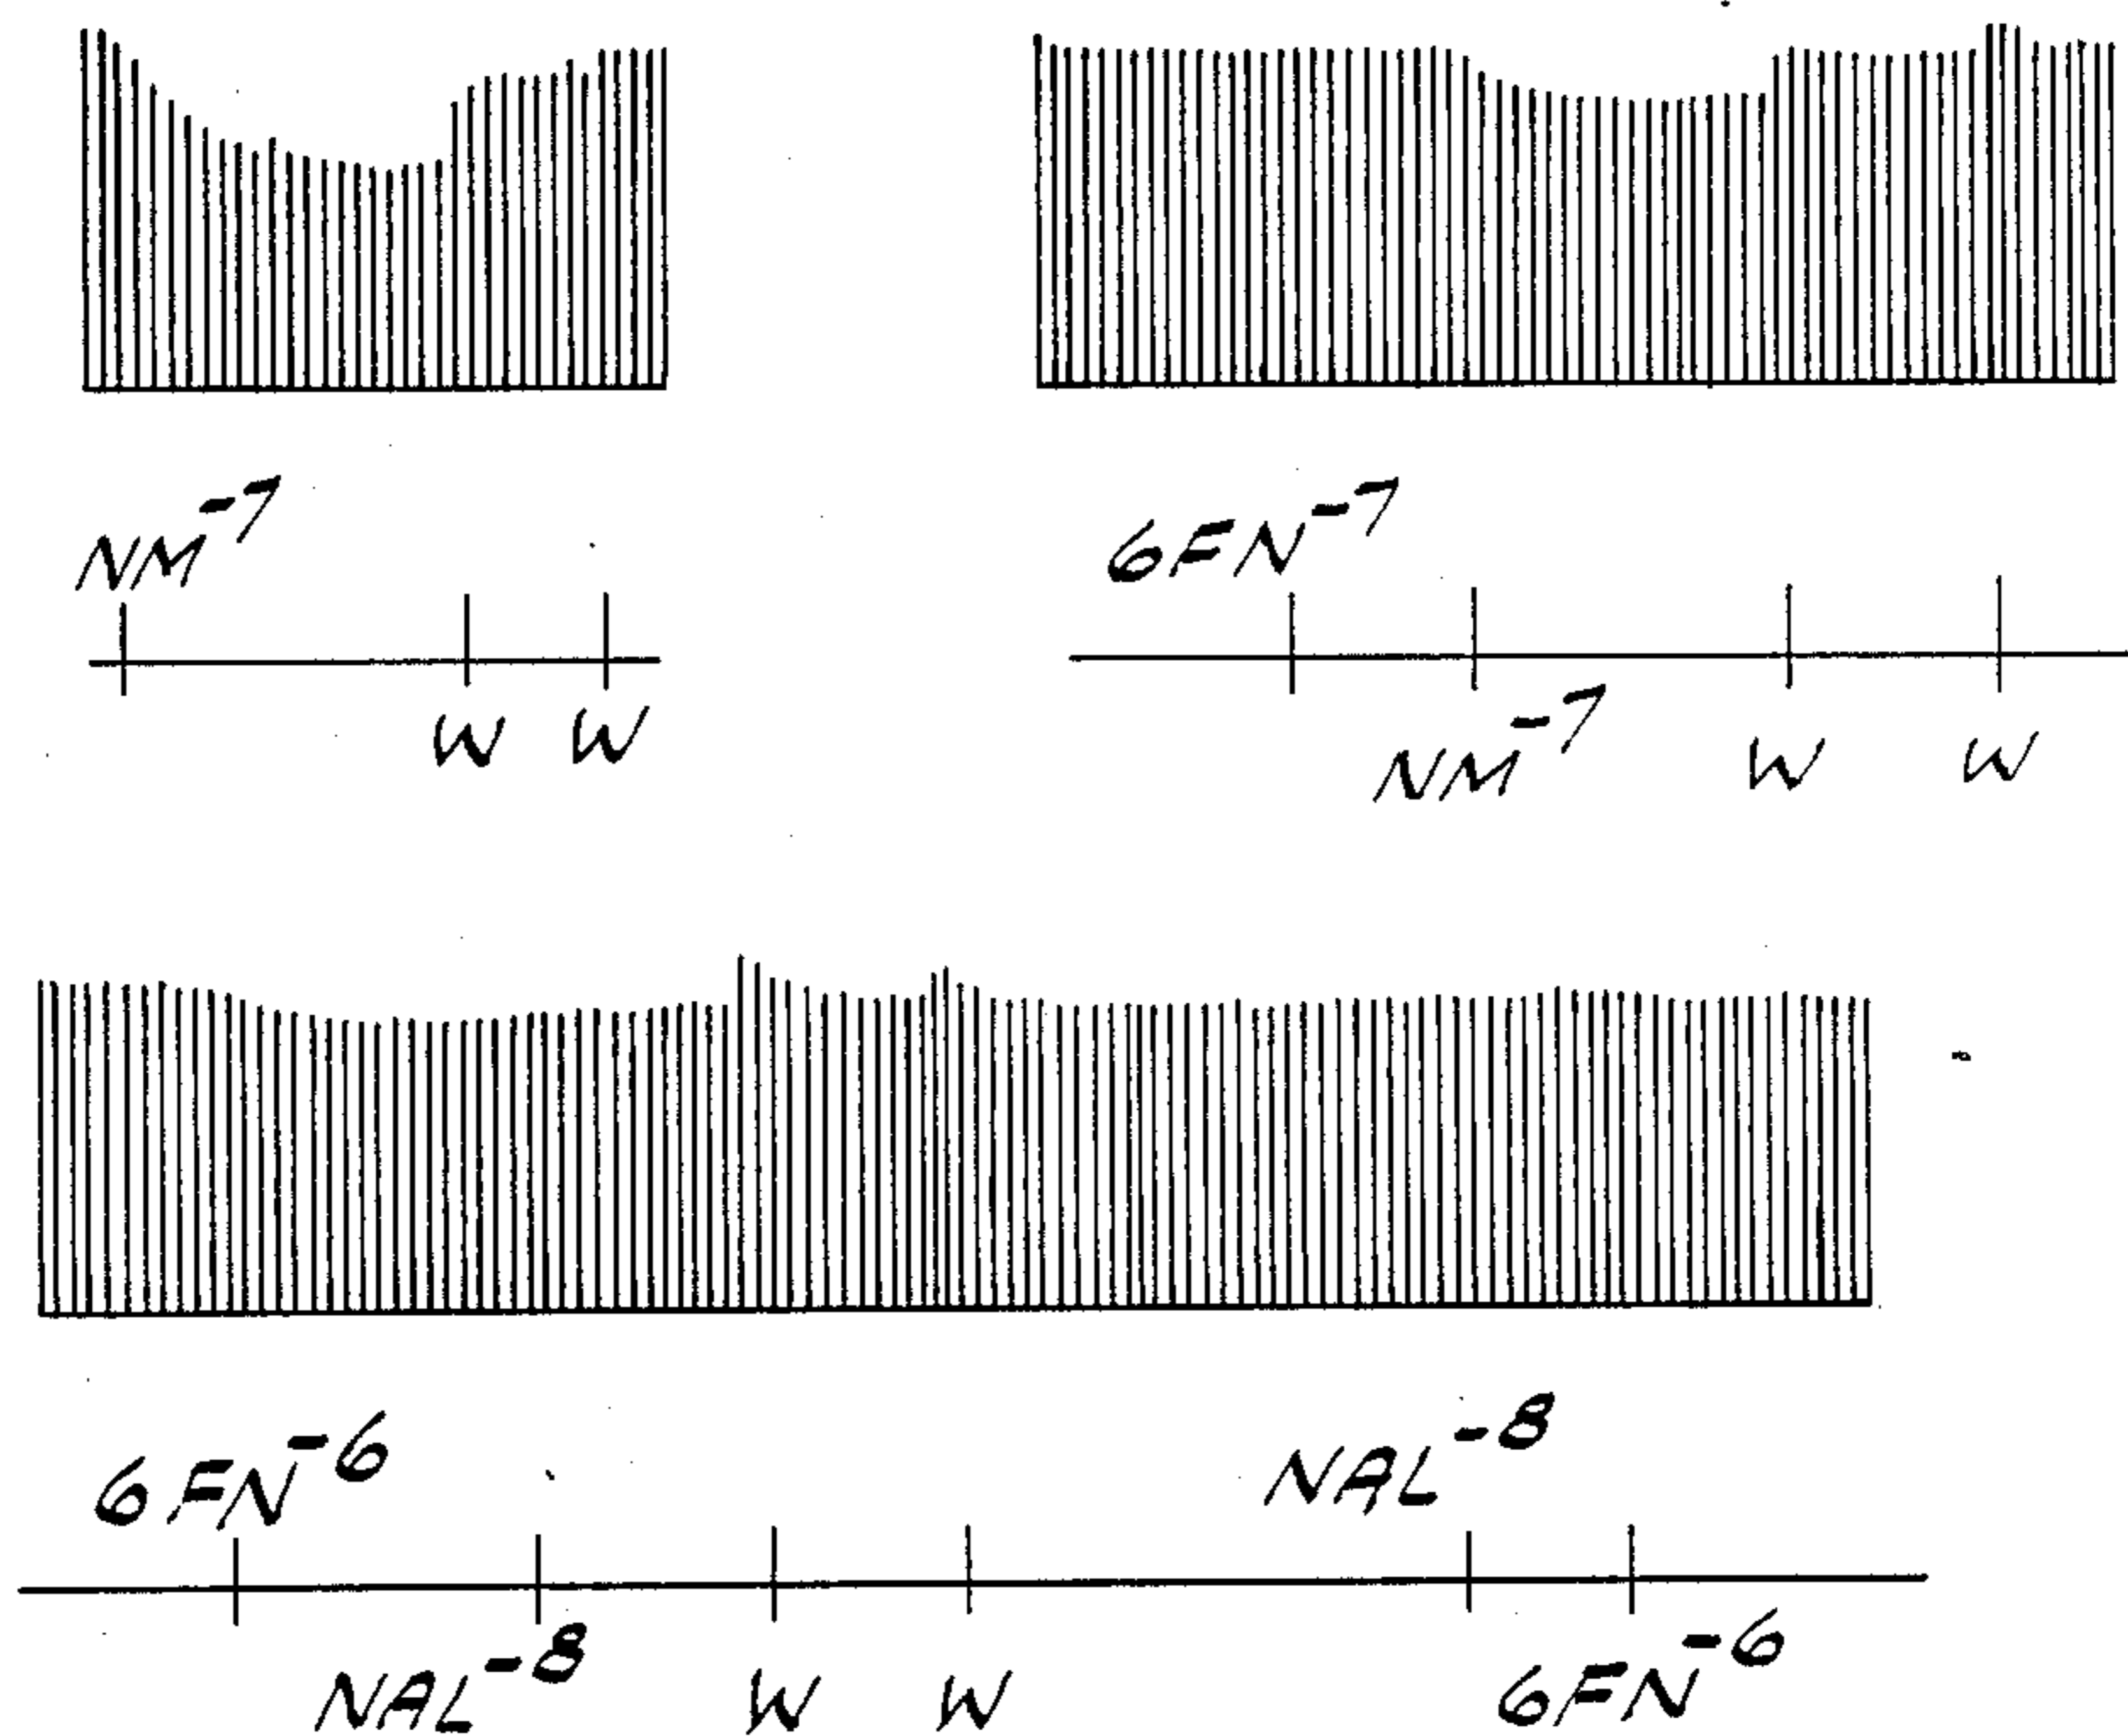 NM⁻⁷
W W
6FN⁻⁷
NM⁻⁷ W W
6FN⁻⁶ NAL⁻⁸
NAL⁻⁸ W W 6FN⁻⁶